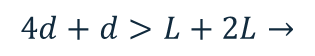 4d + d > L + 2L →